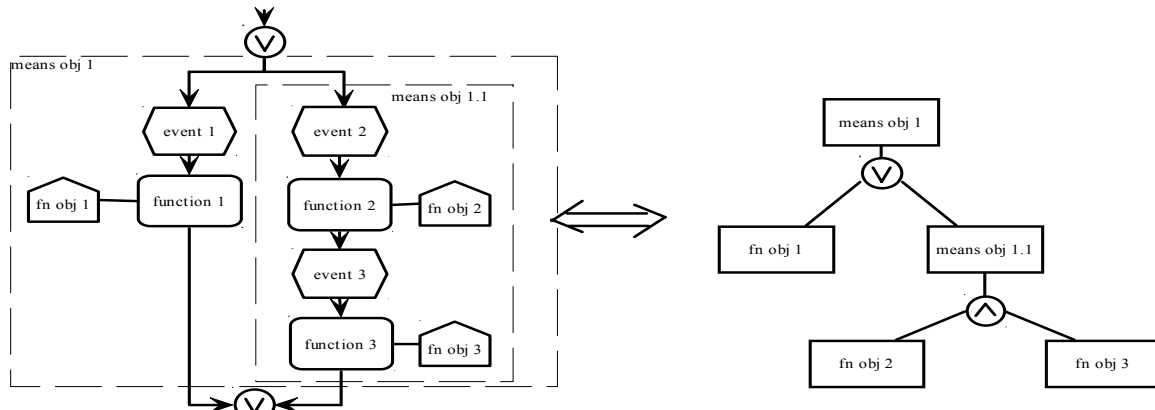 means obj 1
means obj 1.1
event 1
event 2
fn obj 1
function 1
function 2
fn obj 2
event 3
function 3
fn obj 3
means obj 1
fn obj 1
means obj 1.1
fn obj 2
fn obj 3